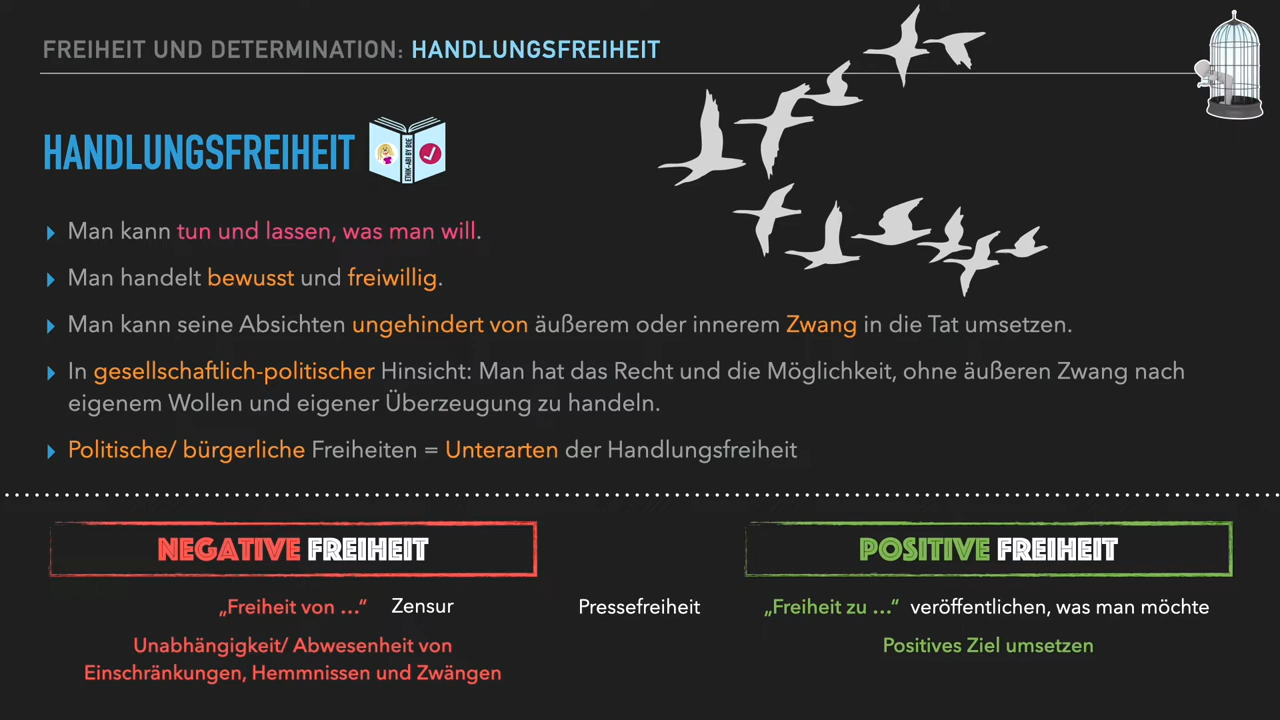 FREIHEIT UND DETERMINATION: HANDLUNGSFREIHEIT
HANDLUNGSFREIHEIT
ETHIK-ABI BY BOE
Man kann tun und lassen, was man will.
Man handelt bewusst und freiwillig.
Man kann seine Absichten ungehindert von äußerem oder innerem Zwang in die Tat umsetzen.
In gesellschaftlich-politischer Hinsicht: Man hat das Recht und die Möglichkeit, ohne äußeren Zwang nach
eigenem Wollen und eigener Überzeugung zu handeln.
Politische/ bürgerliche Freiheiten = Unterarten der Handlungsfreiheit
NEGATIVE FREIHEIT
POSITIVE FREIHEIT
„Freiheit von ...“ Zensur
Pressefreiheit
„Freiheit zu ...“ veröffentlichen, was man möchte
Unabhängigkeit/ Abwesenheit von
Einschränkungen, Hemmnissen und Zwängen
Positives Ziel umsetzen